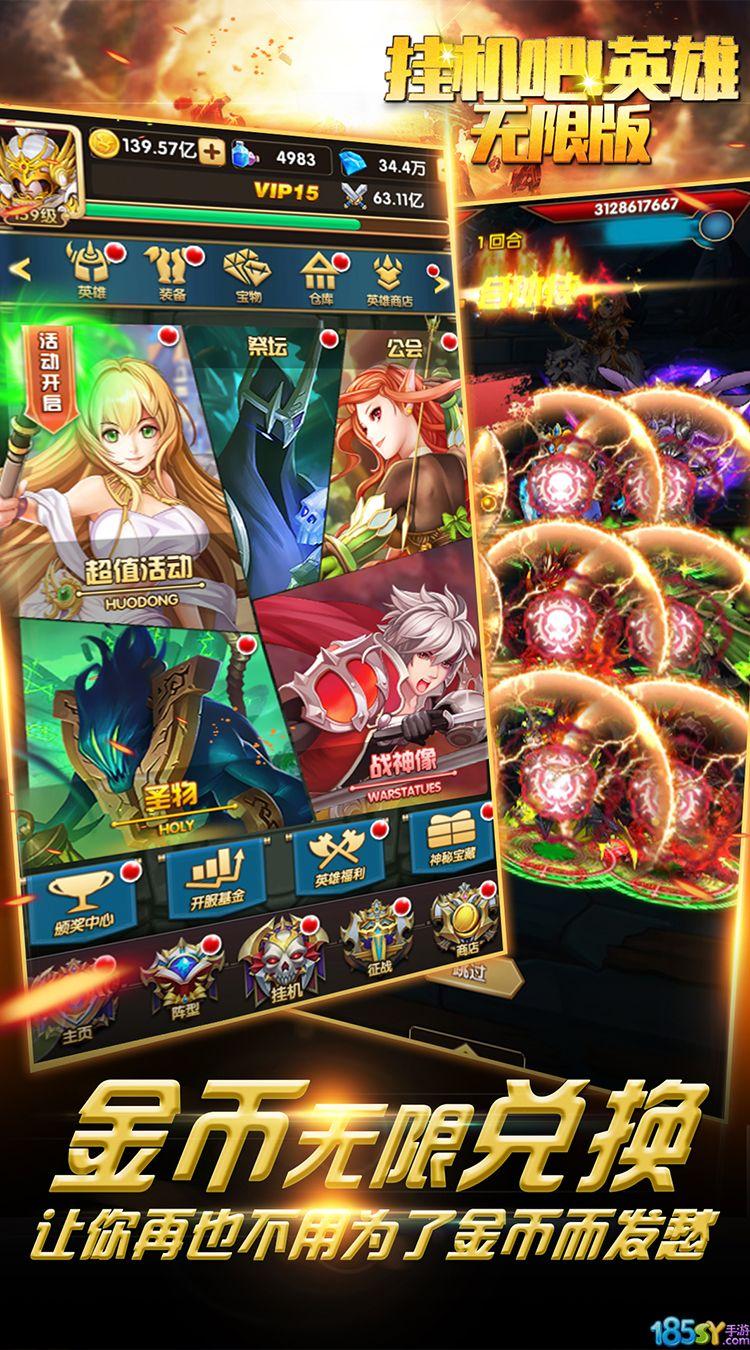 挂机吧!英雄
无限版
139.57亿
4983
34.4万
VIP15
63.11亿
159级
3128617667
1回合
英雄
装备
宝物
仓库
英雄商店
活动开启
祭坛
公会
超值活动
HUODONG
战神像
WARSTATUES
圣物
HOLY
颁奖中心
开服基金
英雄福利
神秘宝藏
主页
阵型
挂机
征战
商店
跳过
金币无限兑换
让你再也不用为了金币而发愁
185SY手游
.com